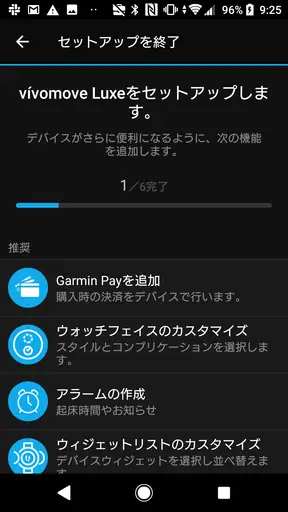 96% 9:25
セットアップを終了
vívomove Luxeをセットアップしま
す。
デバイスがさらに便利になるように、次の機能
を追加します。
1/6完了
推奨
Garmin Payを追加
購入時の決済をデバイスで行います。
ウォッチフェイスのカスタマイズ
スタイルとコンプリケーションを選択しま
す。
アラームの作成
起床時間やお知らせ
ウィジェットリストのカスタマイズ
デバイスウィジェットを選択し並べ替えま